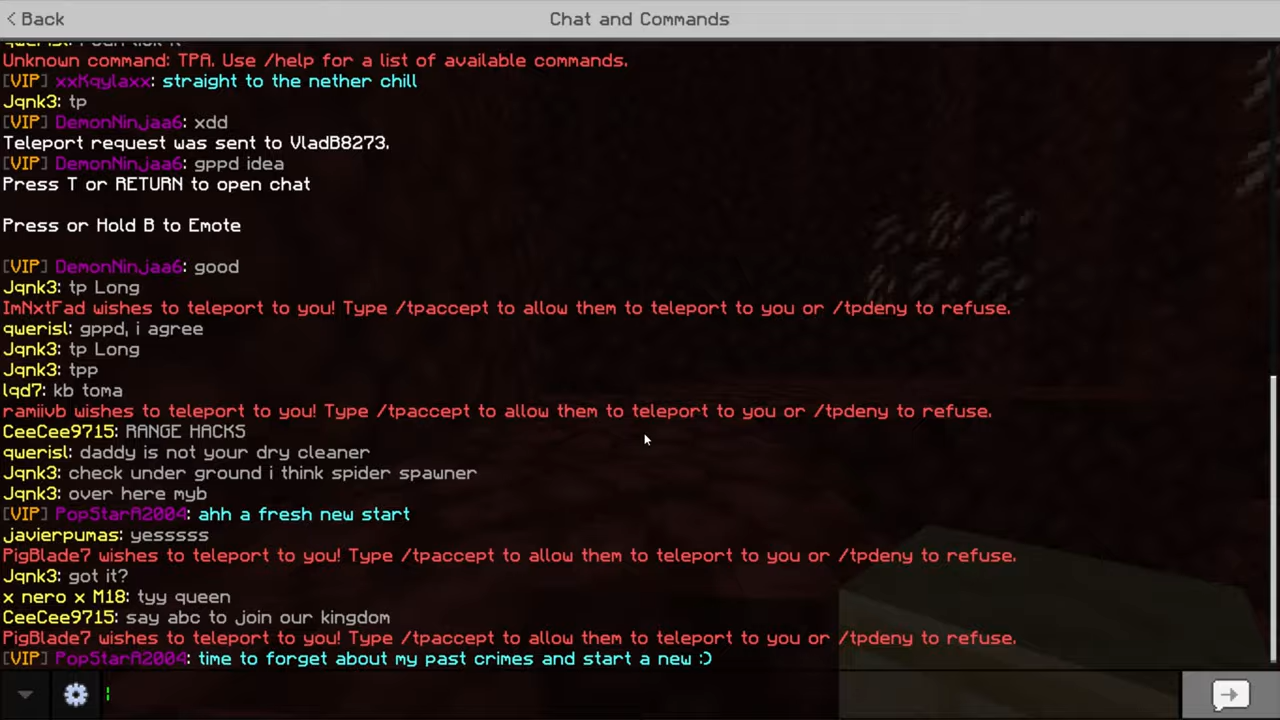 Back
Chat and Commands
Unknown command: TPA. Use /help for a list of available commands.
[VIP] xxKqylaxx: straight to the nether chill
Jqnk3: tp
[VIP] DemonNinjaa6: xdd
Teleport request was sent to VladB8273.
[VIP] DemonNinjaa6: gppd idea
Press T or RETURN to open chat
Press or Hold B to Emote
[VIP] DemonNinjaa6: good
Jqnk3: tp Long
ImNxtFad wishes to teleport to you! Type /tpaccept to allow them to teleport to you or /tpdeny to refuse.
qwerisl: gppd, i agree
Jqnk3: tp Long
Jqnk3: tpp
lqd7: kb toma
ramiivb wishes to teleport to you! Type /tpaccept to allow them to teleport to you or /tpdeny to refuse.
CeeCee9715: RANGE HACKS
qwerisl: daddy is not your dry cleaner
Jqnk3: check under ground i think spider spawner
Jqnk3: over here myb
[VIP] PopStarA2004: ahh a fresh new start
javierpumas: yesssss
PigBlade7 wishes to teleport to you! Type /tpaccept to allow them to teleport to you or /tpdeny to refuse.
Jqnk3: got it?
x nero x M18: tyy queen
CeeCee9715: say abc to join our kingdom
PigBlade7 wishes to teleport to you! Type /tpaccept to allow them to teleport to you or /tpdeny to refuse.
[VIP] PopStarA2004: time to forget about my past crimes and start a new :)